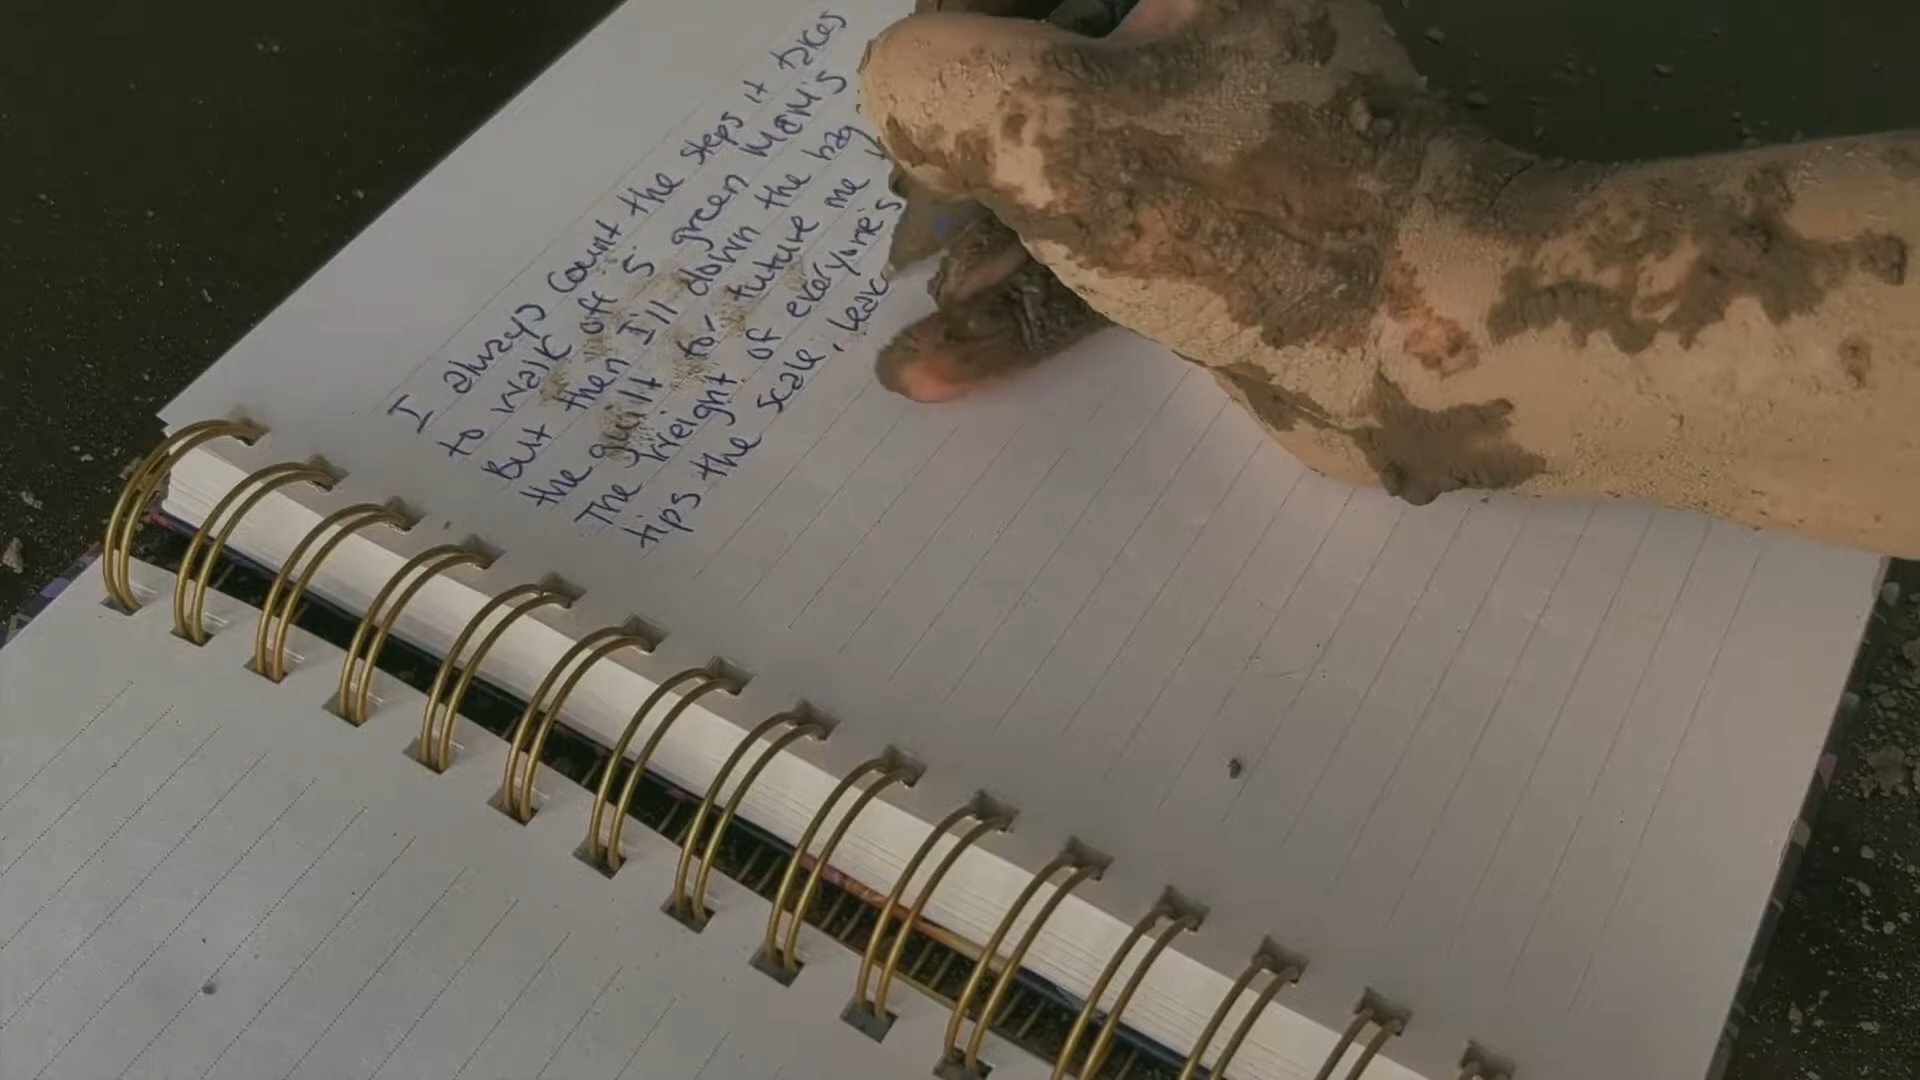 I always count the steps it takes
to walk off 5 green M&M's
But then I'll down the bag
the guilt for future me
The weight of everyone's
tips the scale, leav